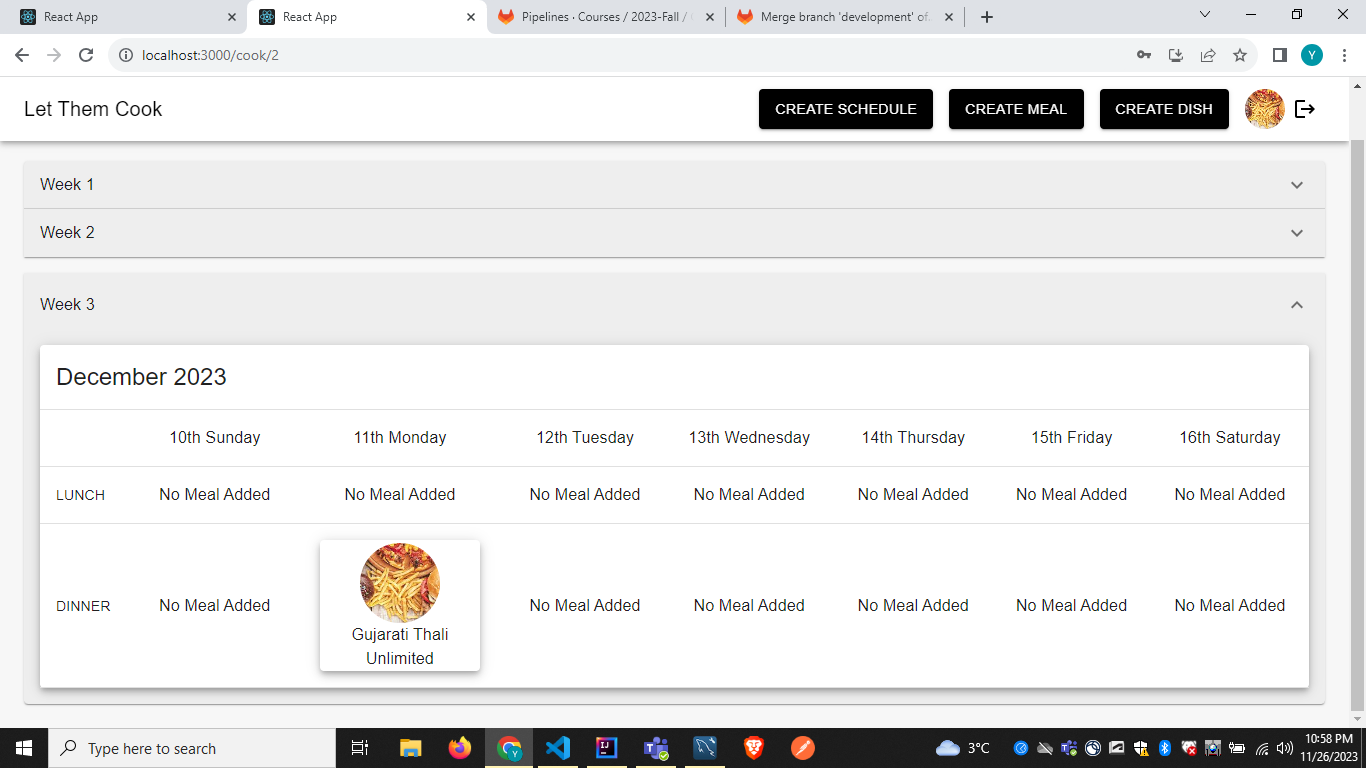 React App
React App
Pipelines · Courses / 2023-Fall /
Merge branch 'development' of
localhost:3000/cook/2
Y
Let Them Cook
CREATE SCHEDULE
CREATE MEAL
CREATE DISH
Week 1
Week 2
Week 3
December 2023
10th Sunday 11th Monday 12th Tuesday 13th Wednesday 14th Thursday 15th Friday 16th Saturday
LUNCH No Meal Added No Meal Added No Meal Added No Meal Added No Meal Added No Meal Added No Meal Added
DINNER No Meal Added Gujarati Thali No Meal Added No Meal Added No Meal Added No Meal Added No Meal Added
Unlimited
Type here to search
3°C
10:58 PM
11/26/2023